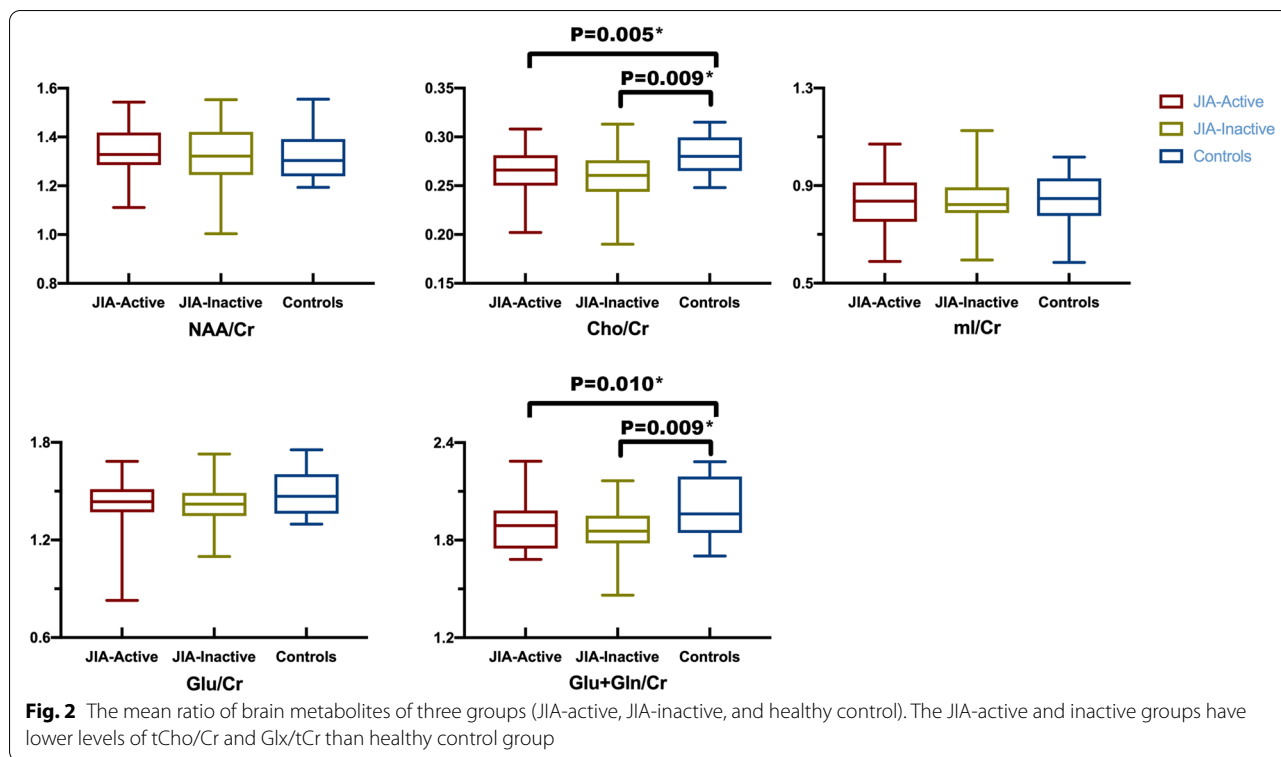 P=0.005*
P=0.009*
1.6
1.4
1.2
1.0
0.8
JIA-Active JIA-Inactive Controls
NAA/Cr
0.35
0.30
0.25
0.20
0.15
JIA-Active JIA-Inactive Controls
Cho/Cr
1.3
0.9
0.5
JIA-Active JIA-Inactive Controls
mI/Cr
JIA-Active
JIA-Inactive
Controls
1.8
1.2
0.6
JIA-Active JIA-Inactive Controls
Glu/Cr
P=0.010*
P=0.009*
2.4
1.8
1.2
JIA-Active JIA-Inactive Controls
Glu+Gln/Cr
Fig. 2 The mean ratio of brain metabolites of three groups (JIA-active, JIA-inactive, and healthy control). The JIA-active and inactive groups have
lower levels of tCho/Cr and Glx/tCr than healthy control group